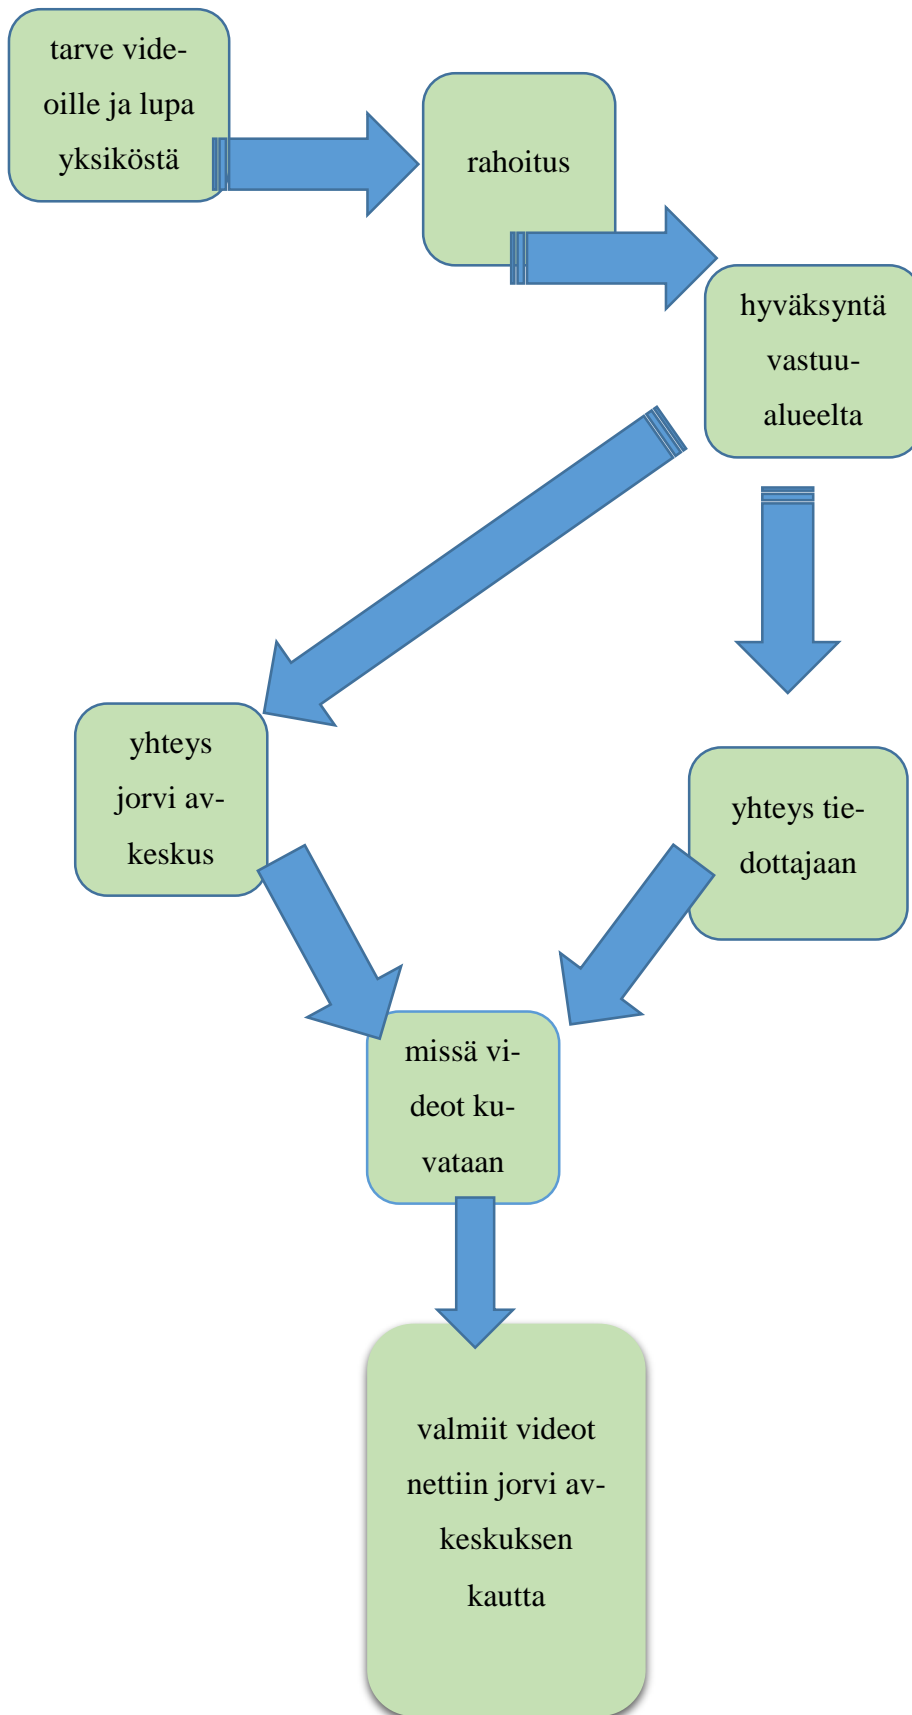 tarve vide-
oille ja lupa
yksiköstä
rahoitus
hyväksyntä
vastuu-
alueelta
yhteys
jorvi av-
keskus
yhteys tie-
dottajaan
missä vi-
deot ku-
vataan
valmiit videot
nettiin jorvi av-
keskuksen
kautta